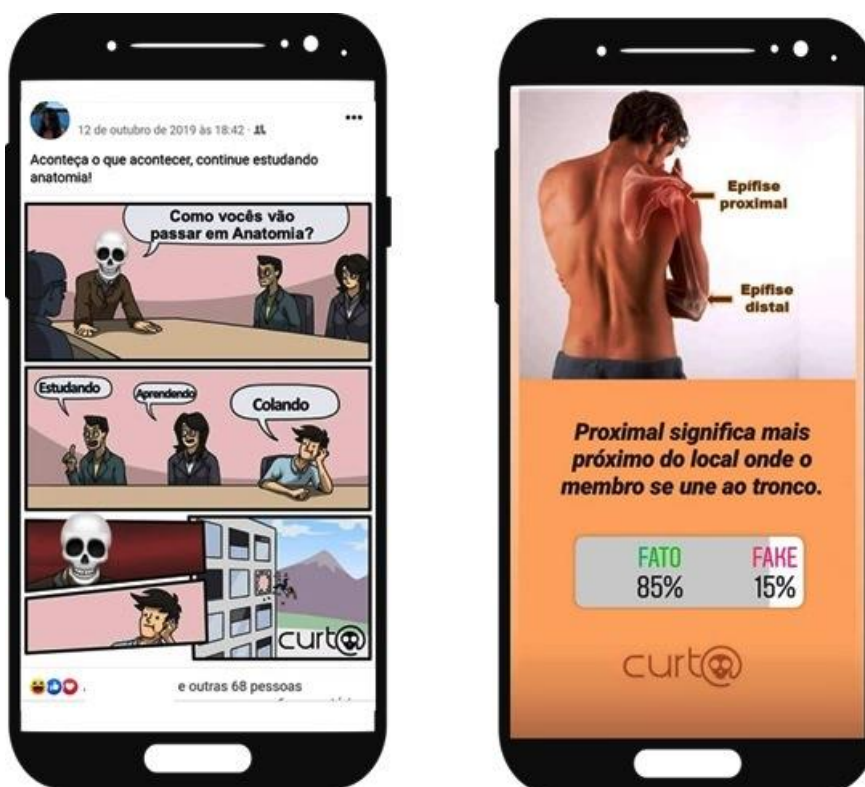 12 de outubro de 2019 às 18:42 ·
Aconteça o que acontecer, continue estudando
anatomia!
Como vocês vão
passar em Anatomia?
Estudando
Aprendendo
Colando
curt@
e outras 68 pessoas
Epífise
proximal
Epífise
distal
Proximal significa mais
próximo do local onde o
membro se une ao tronco.
FATO FAKE
85% 15%
curt@